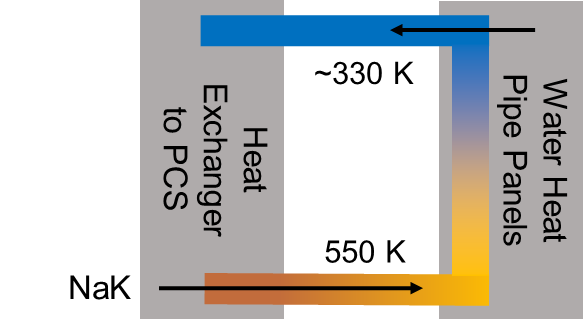 ~330 K
Heat
Exchanger
to PCS
Water Heat
Pipe Panels
550 K
NaK